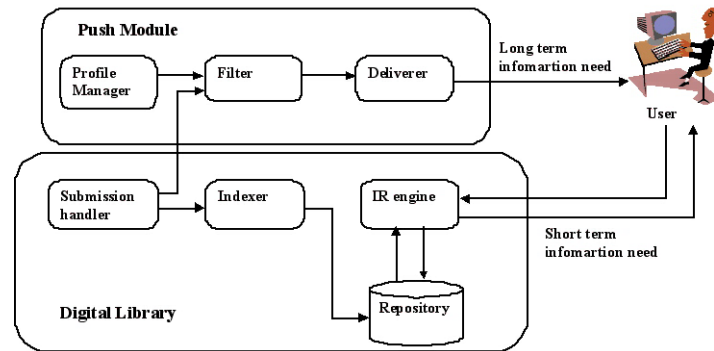 Push Module
Long term
infomartion need
Profile
Manager
Filter
Deliverer
User
Submission
handler
Indexer
IR engine
Short term
infomartion need
Repository
Digital Library